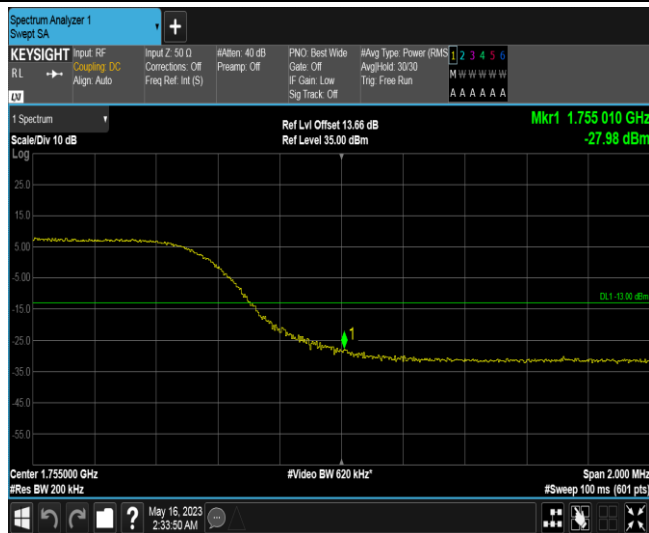 Spectrum Analyzer 1
Swept SA
+
KEYSIGHT
RL
LXI
Input: RF
Coupling: DC
Align: Auto
Input Z: 50 Ω
Corrections: Off
Freq Ref: Int (S)
#Atten: 40 dB
Preamp: Off
PNO: Best Wide
Gate: Off
IF Gain: Low
Sig Track: Off
#Avg Type: Power (RMS
Avg|Hold: 30/30
Trig: Free Run
1 2 3 4 5 6
M W W W W W
A A A A A A
1 Spectrum
Scale/Div 10 dB
Ref Lvl Offset 13.66 dB
Ref Level 35.00 dBm
Mkr1 1.755 010 GHz
-27.98 dBm
Log
25.0
15.0
5.00
-5.00
DL1 -13.00 dBm
-15.0
1
-25.0
-35.0
-45.0
-55.0
Center 1.755000 GHz
#Video BW 620 kHz*
Span 2.000 MHz
#Res BW 200 kHz
#Sweep 100 ms (601 pts)
?
May 16, 2023
2:33:50 AM